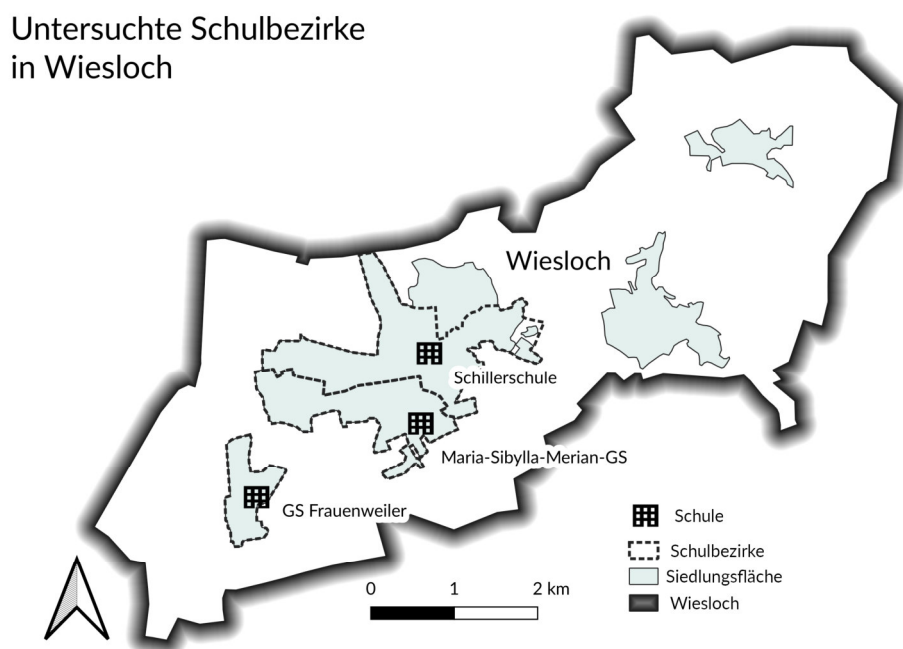 Untersuchte Schulbezirke
in Wiesloch
Wiesloch
Schillerschule
Maria-Sibylla-Merian-GS
GS Frauenweiler
Schule
Schulbezirke
Siedlungsfläche
Wiesloch
0 1 2 km